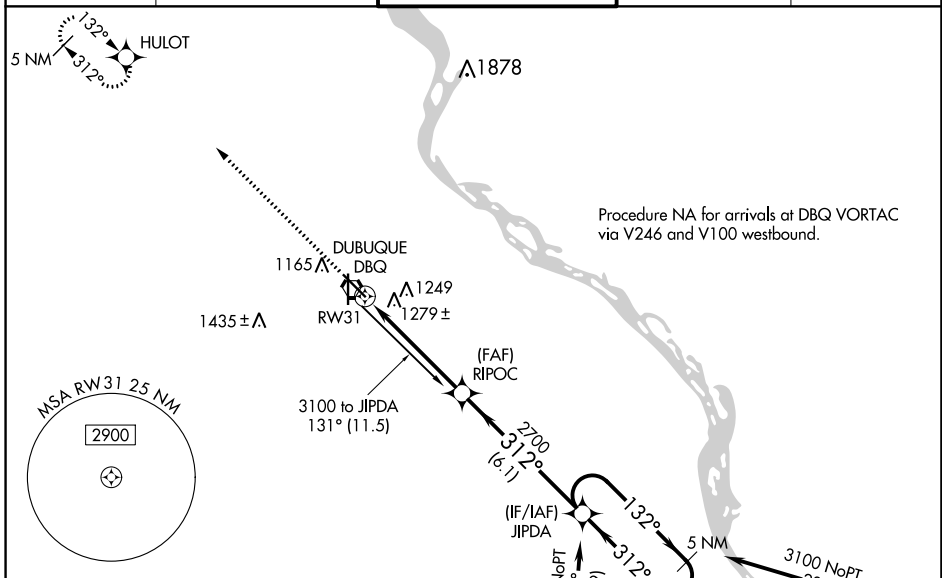 132°
HULOT
5 NM
312°
1878
Procedure NA for arrivals at DBQ VORTAC
via V246 and V100 westbound.
DUBUQUE
DBQ
1165
1249
1279±
RW31
1435±
(FAF)
RIPOC
MSA RW31 25 NM
2900
3100 to JIPDA
131° (11.5)
2700
312°
(6.1)
(IF/IAF)
JIPDA
132°
312°
5 NM
3100 NoPT
NoPT